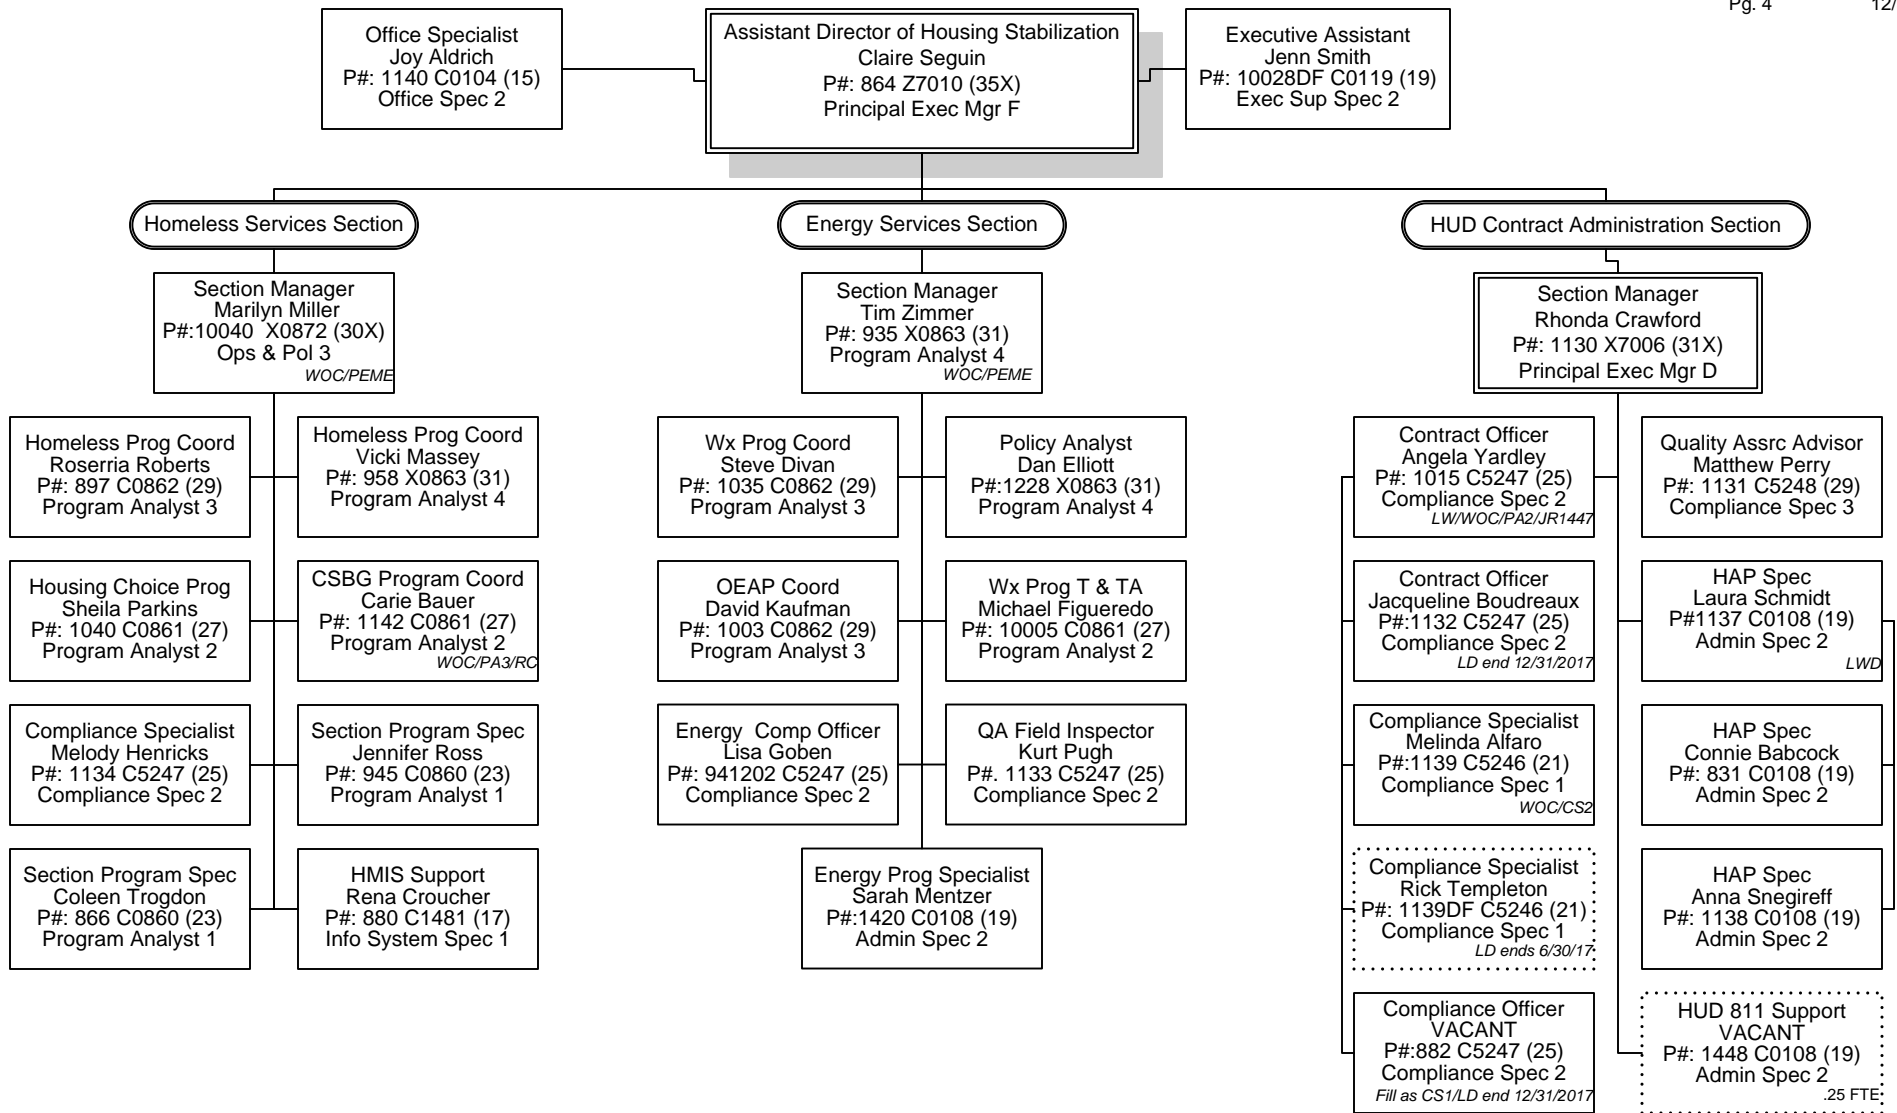 Pg. 4 12/
Office Specialist
Joy Aldrich
P#: 1140 C0104 (15)
Office Spec 2
Assistant Director of Housing Stabilization
Claire Seguin
P#: 864 Z7010 (35X)
Principal Exec Mgr F
Executive Assistant
Jenn Smith
P#: 10028DF C0119 (19)
Exec Sup Spec 2
Homeless Services Section
Energy Services Section
HUD Contract Administration Section
Section Manager
Marilyn Miller
P#:10040 X0872 (30X)
Ops & Pol 3
WOC/PEME
Section Manager
Tim Zimmer
P#: 935 X0863 (31)
Program Analyst 4
WOC/PEME
Section Manager
Rhonda Crawford
P#: 1130 X7006 (31X)
Principal Exec Mgr D
Homeless Prog Coord
Roserria Roberts
P#: 897 C0862 (29)
Program Analyst 3
Homeless Prog Coord
Vicki Massey
P#: 958 X0863 (31)
Program Analyst 4
Wx Prog Coord
Steve Divan
P#: 1035 C0862 (29)
Program Analyst 3
Policy Analyst
Dan Elliott
P#:1228 X0863 (31)
Program Analyst 4
Contract Officer
Angela Yardley
P#: 1015 C5247 (25)
Compliance Spec 2
LW/WOC/PA2/JR1447
Quality Assrc Advisor
Matthew Perry
P#: 1131 C5248 (29)
Compliance Spec 3
Housing Choice Prog
Sheila Parkins
P#: 1040 C0861 (27)
Program Analyst 2
CSBG Program Coord
Carie Bauer
P#: 1142 C0861 (27)
Program Analyst 2
WOC/PA3/RC
OEAP Coord
David Kaufman
P#: 1003 C0862 (29)
Program Analyst 3
Wx Prog T & TA
Michael Figueredo
P#: 10005 C0861 (27)
Program Analyst 2
Contract Officer
Jacqueline Boudreaux
P#:1132 C5247 (25)
Compliance Spec 2
LD end 12/31/2017
HAP Spec
Laura Schmidt
P#1137 C0108 (19)
Admin Spec 2
LWD
Compliance Specialist
Melody Henricks
P#: 1134 C5247 (25)
Compliance Spec 2
Section Program Spec
Jennifer Ross
P#: 945 C0860 (23)
Program Analyst 1
Energy Comp Officer
Lisa Goben
P#: 941202 C5247 (25)
Compliance Spec 2
QA Field Inspector
Kurt Pugh
P#. 1133 C5247 (25)
Compliance Spec 2
Compliance Specialist
Melinda Alfaro
P#:1139 C5246 (21)
Compliance Spec 1
WOC/CS2
HAP Spec
Connie Babcock
P#: 831 C0108 (19)
Admin Spec 2
Section Program Spec
Coleen Trogdon
P#: 866 C0860 (23)
Program Analyst 1
HMIS Support
Rena Croucher
P#: 880 C1481 (17)
Info System Spec 1
Energy Prog Specialist
Sarah Mentzer
P#:1420 C0108 (19)
Admin Spec 2
Compliance Specialist
Rick Templeton
P#: 1139DF C5246 (21)
Compliance Spec 1
LD ends 6/30/17
HAP Spec
Anna Snegireff
P#: 1138 C0108 (19)
Admin Spec 2
Compliance Officer
VACANT
P#:882 C5247 (25)
Compliance Spec 2
Fill as CS1/LD end 12/31/2017
HUD 811 Support
VACANT
P#: 1448 C0108 (19)
Admin Spec 2
.25 FTE